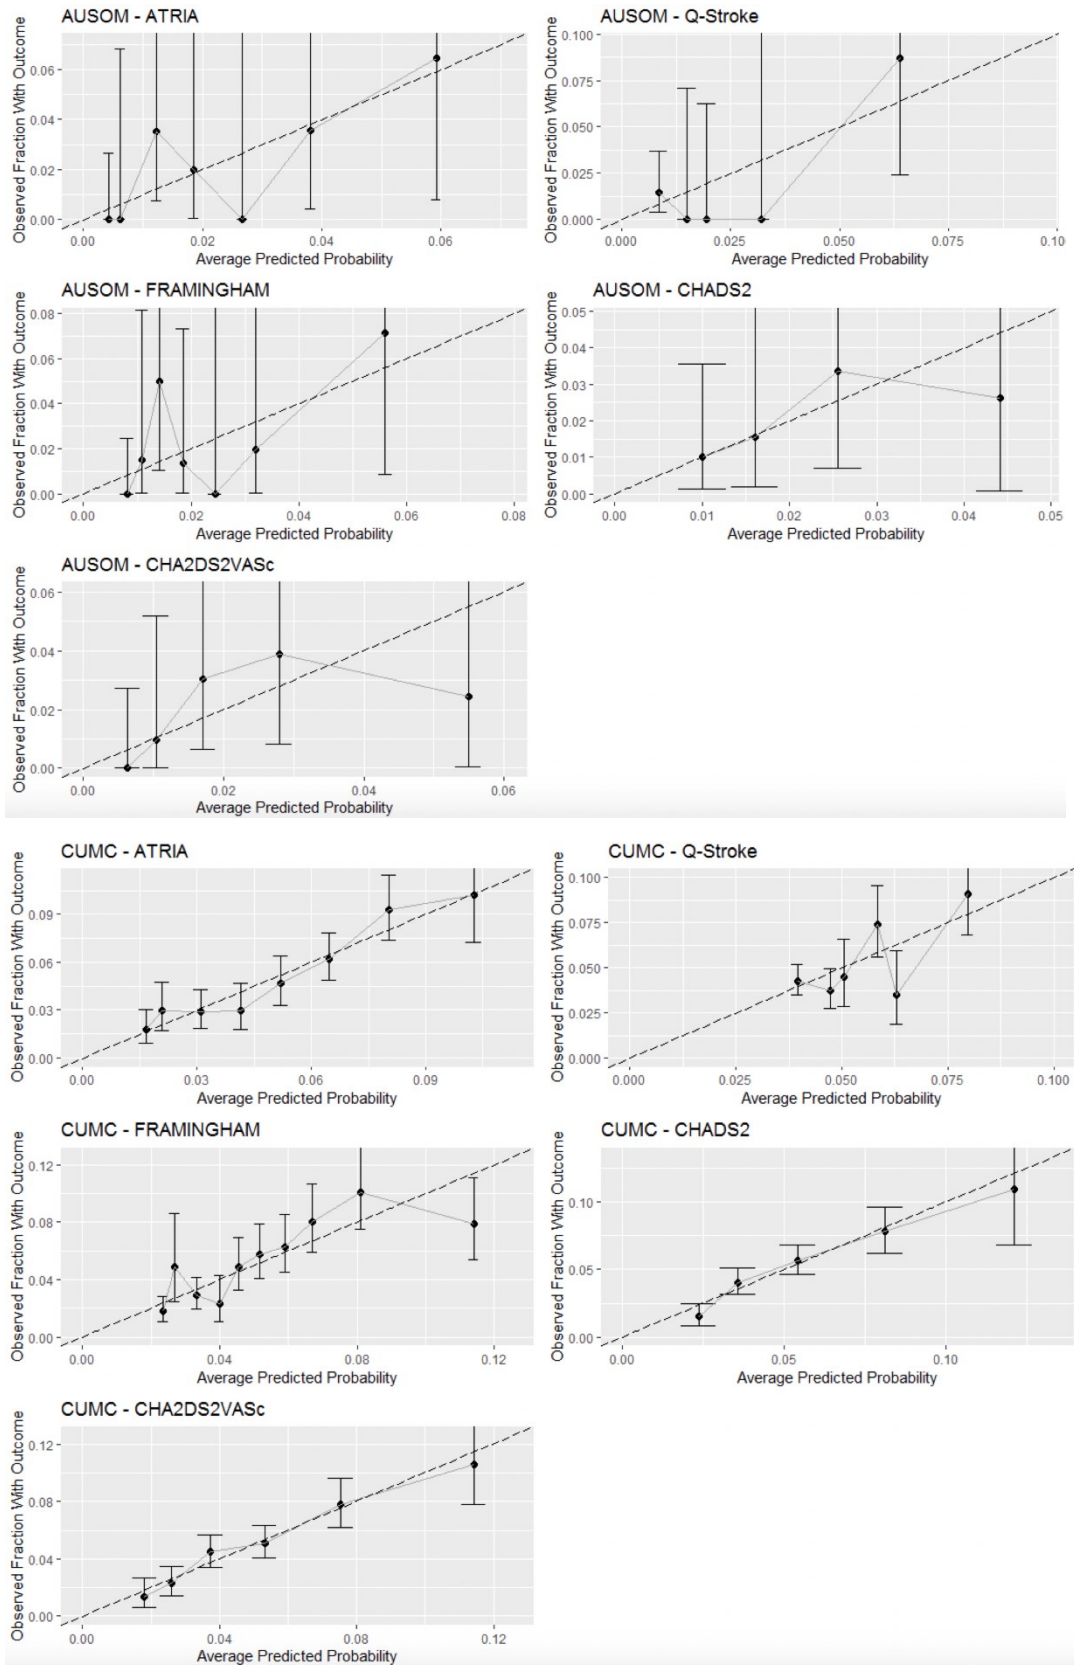 AUSOM - ATRIA
Observed Fraction With Outcome
0.06
0.04
0.02
0.00
0.00 0.02 0.04 0.06
Average Predicted Probability
AUSOM - Q-Stroke
Observed Fraction With Outcome
0.100
0.075
0.050
0.025
0.000
0.000 0.025 0.050 0.075 0.10
Average Predicted Probability
AUSOM - FRAMINGHAM
Observed Fraction With Outcome
0.08
0.06
0.04
0.02
0.00
0.00 0.02 0.04 0.06 0.08
Average Predicted Probability
AUSOM - CHADS2
Observed Fraction With Outcome
0.05
0.04
0.03
0.02
0.01
0.00
0.00 0.01 0.02 0.03 0.04 0.05
Average Predicted Probability
AUSOM - CHA2DS2VASc
Observed Fraction With Outcome
0.06
0.04
0.02
0.00
0.00 0.02 0.04 0.06
Average Predicted Probability
CUMC - ATRIA
Observed Fraction With Outcome
0.09
0.06
0.03
0.00
0.00 0.03 0.06 0.09
Average Predicted Probability
CUMC - Q-Stroke
Observed Fraction With Outcome
0.100
0.075
0.050
0.025
0.000
0.000 0.025 0.050 0.075 0.100
Average Predicted Probability
CUMC - FRAMINGHAM
Observed Fraction With Outcome
0.12
0.08
0.04
0.00
0.00 0.04 0.08 0.12
Average Predicted Probability
CUMC - CHADS2
Observed Fraction With Outcome
0.10
0.05
0.00
0.00 0.05 0.10
Average Predicted Probability
CUMC - CHA2DS2VASc
Observed Fraction With Outcome
0.12
0.08
0.04
0.00
0.00 0.04 0.08 0.12
Average Predicted Probability